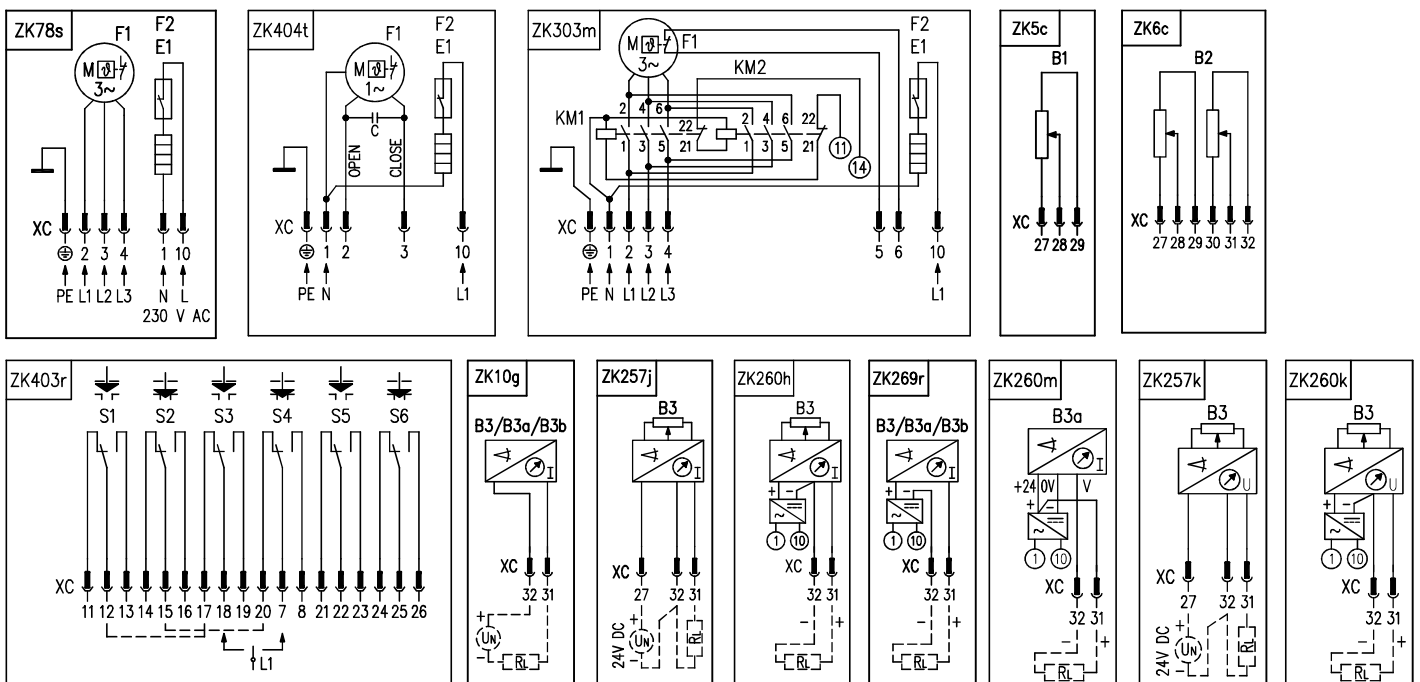 ZK78s
F1
F2
E1
M ϑ
3~
XC
2 3 4 1 10
PE L1 L2 L3 N L
230 V AC
ZK404t
F1
F2
E1
M ϑ
1~
C
OPEN
CLOSE
XC
1 2 3 10
PE N L1
ZK303m
M ϑ F1
3~
F2
E1
KM2
KM1
2 4 6 22 2 4 6 22
1 3 5 21 1 3 5 21
11
14
XC
1 2 3 4 5 6 10
PE N L1 L2 L3 L1
ZK5c
B1
XC
27 28 29
ZK6c
B2
XC
27 28 29 30 31 32
ZK403r
S1 S2 S3 S4 S5 S6
XC
11 12 13 14 15 16 17 18 19 20 7 8 21 22 23 24 25 26
L1
ZK10g
B3/B3a/B3b
I
XC
32 31
+
UN
-
RL
ZK257j
B3
I
XC
27 32 31
+
24V DC UN RL
-
ZK260h
B3
I
+ -
~
1 10
XC
32 31
- +
RL
ZK269r
B3/B3a/B3b
I
+ -
~
1 10
XC
32 31
- +
RL
ZK260m
B3a
I
+24 0V V
+ -
~
1 10
XC
32 31
- +
RL
ZK257k
B3
U
XC
27 32 31
+
24V DC UN RL
-
ZK260k
B3
U
+ -
~
1 10
XC
32 31
- +
RL